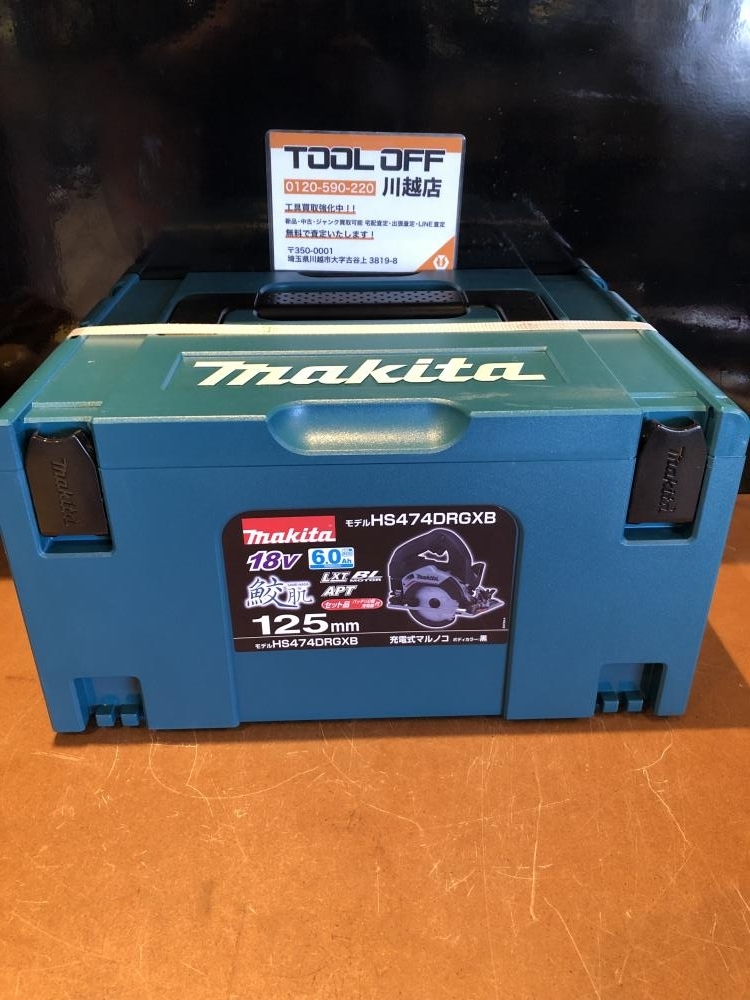 TOOL OFF
0120-590-220 川越店
工具買取強化中！！
新品・中古・ジャンク買取可能 宅配査定・出張査定・LINE査定
無料で査定いたします！
〒350-0001
埼玉県川越市大字古谷上 3819-8
makita
makita
makita
makita
モデルHS474DRGXB
18V
6.0Ah
鮫肌
LXT BL
MOTOR
APT
セット品
125mm
モデルHS474DRGXB
充電式マルノコ ボディカラー：黒
makita